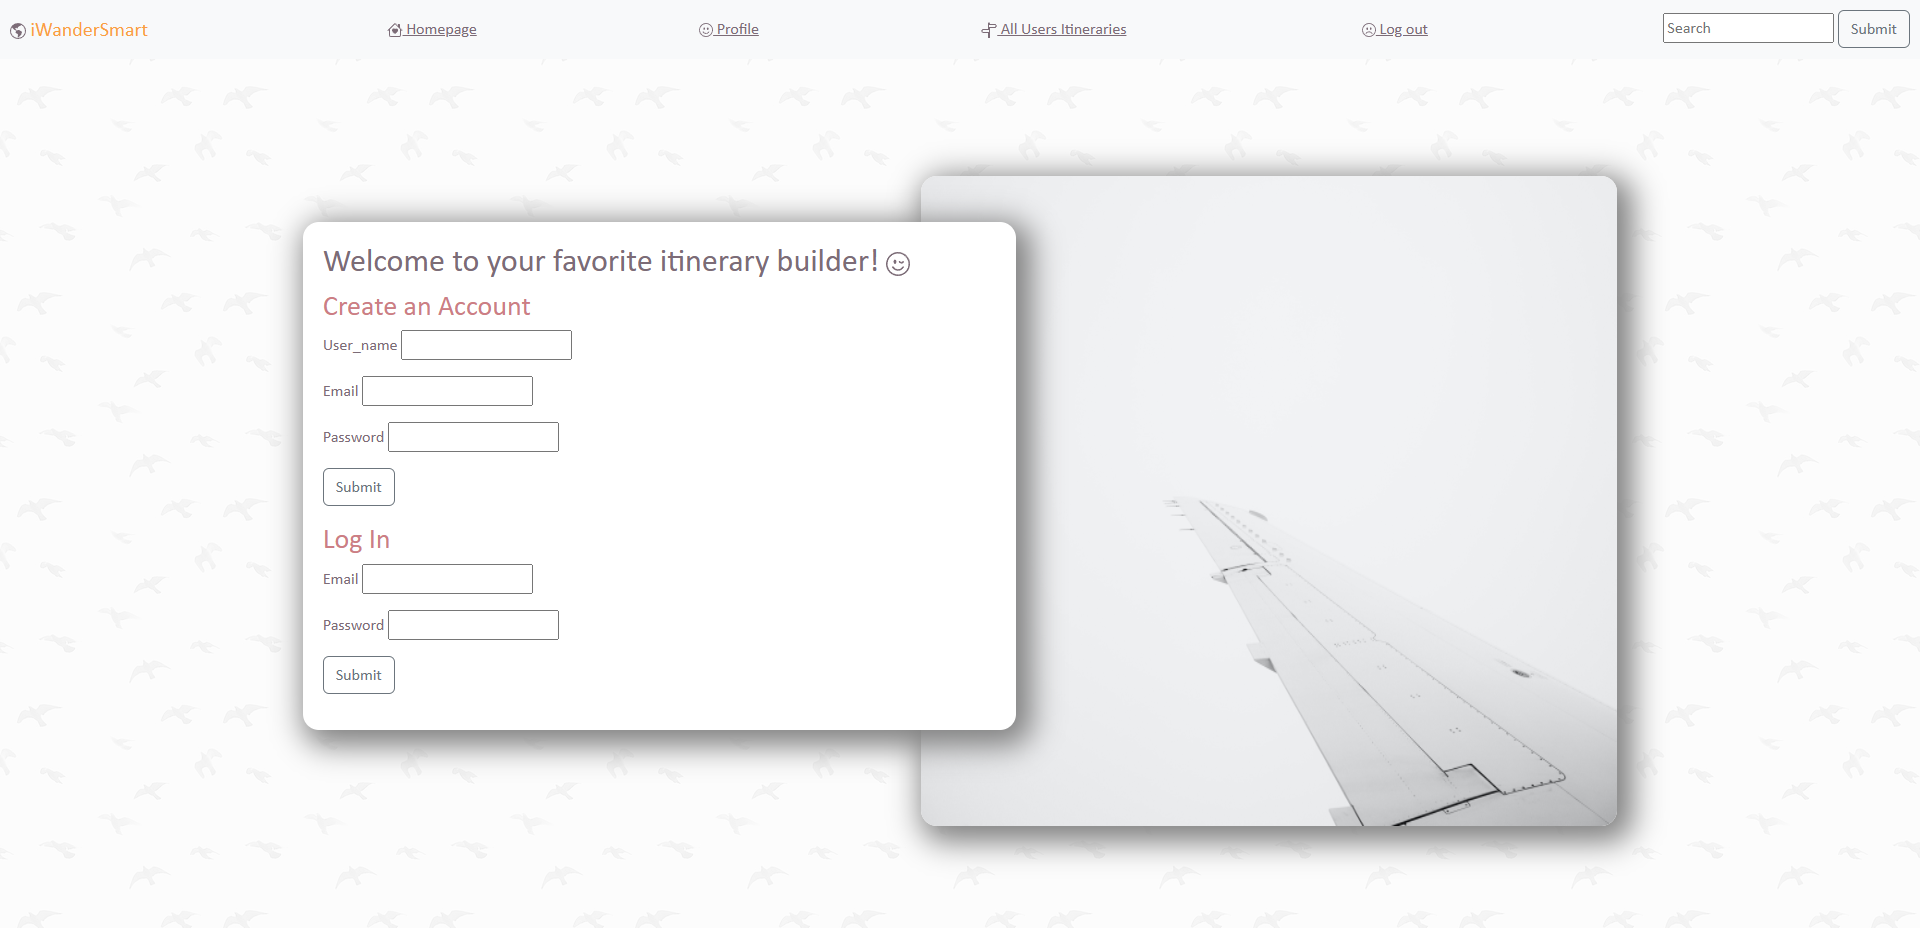 iWanderSmart Homepage Profile All Users Itineraries Log out Search Submit
Welcome to your favorite itinerary builder!
Create an Account
User_name
Email
Password
Submit
Log In
Email
Password
Submit